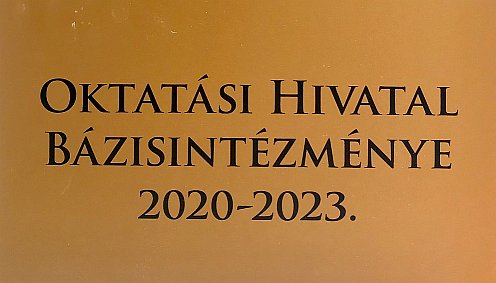 Oktatási Hivatal
Bázisintézménye
2020-2023.